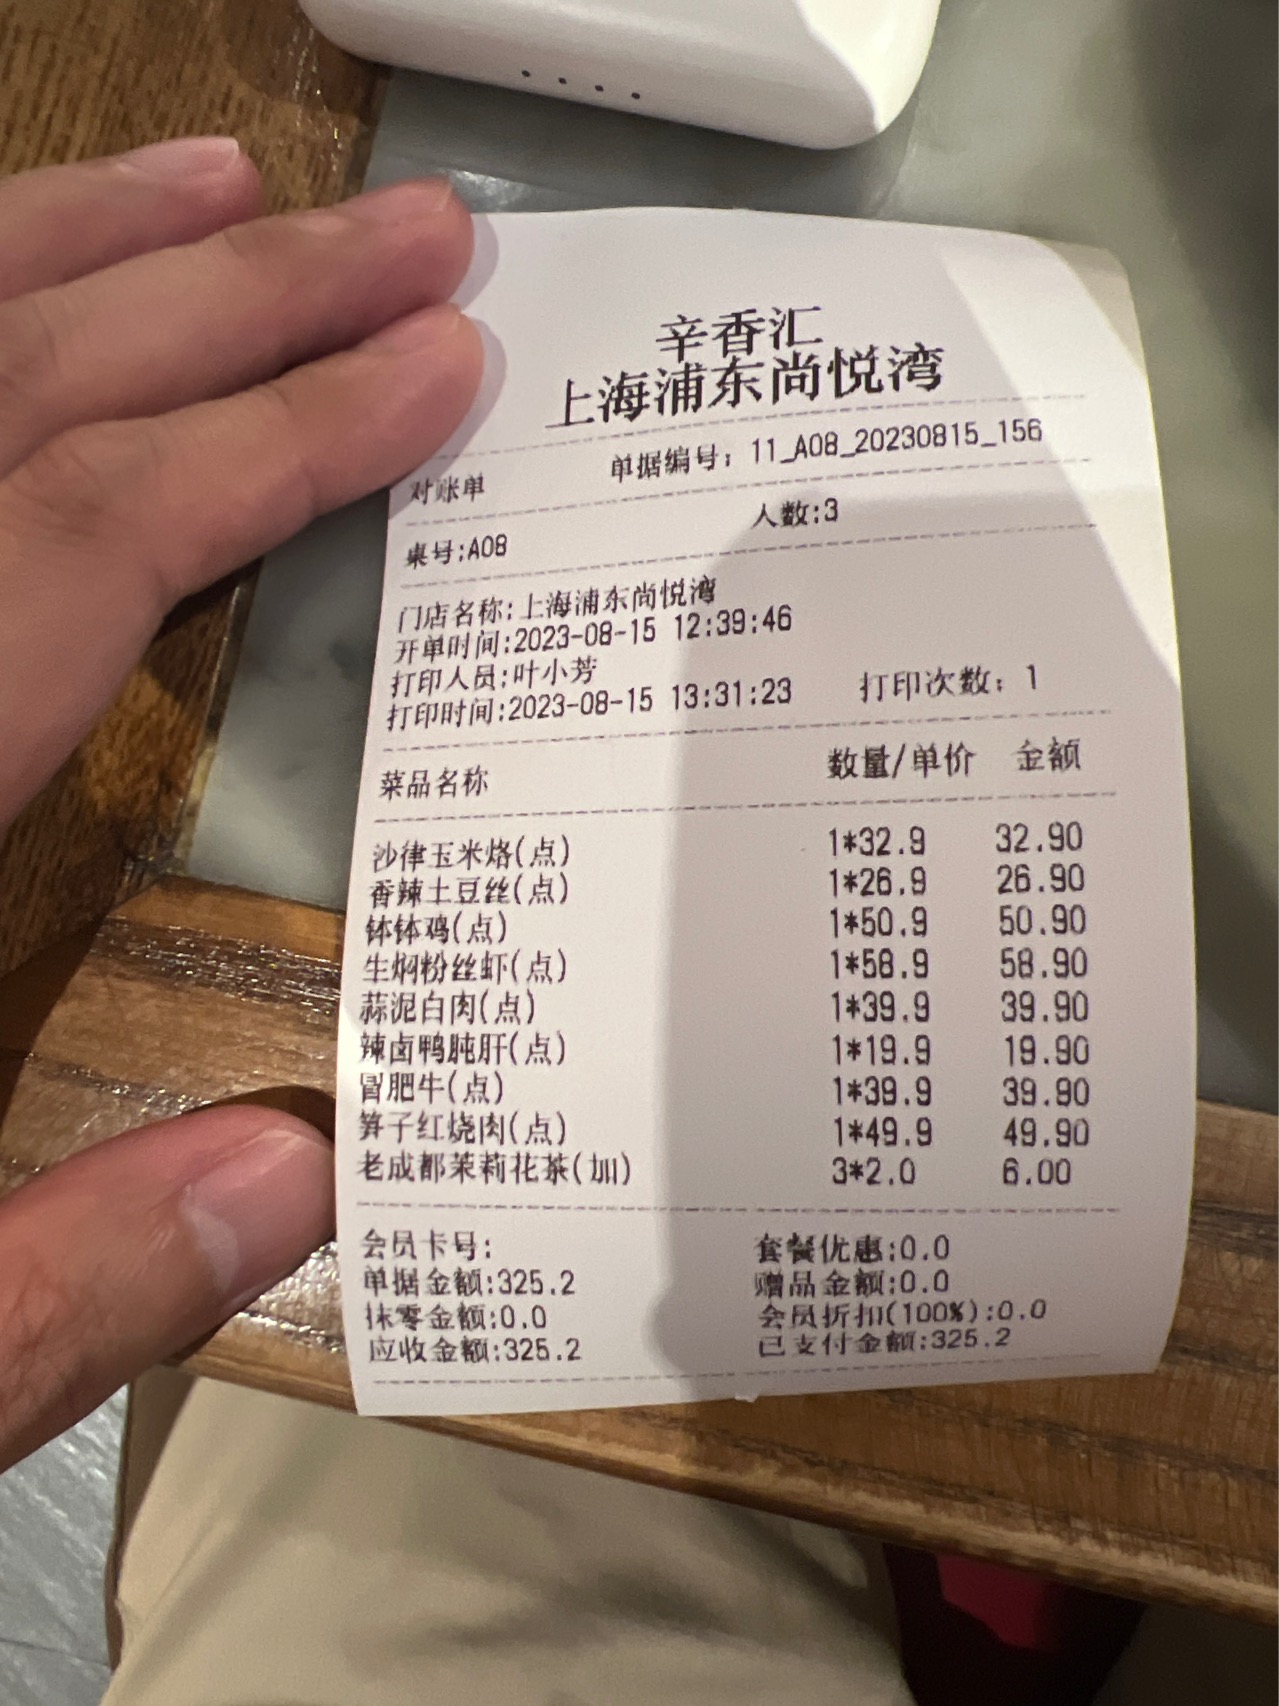 辛香汇
上海浦东尚悦湾
对账单 单据编号：11_A08_20230815_156
桌号:A08 人数:3
门店名称:上海浦东尚悦湾
开单时间:2023-08-15 12:39:46
打印人员:叶小芳
打印时间:2023-08-15 13:31:23 打印次数：1
菜品名称 数量/单价 金额
沙律玉米烙(点) 1*32.9 32.90
香辣土豆丝(点) 1*26.9 26.90
钵钵鸡(点) 1*50.9 50.90
生焖粉丝虾(点) 1*58.9 58.90
蒜泥白肉(点) 1*39.9 39.90
辣卤鸭肫肝(点) 1*19.9 19.90
冒肥牛(点) 1*39.9 39.90
笋子红烧肉(点) 1*49.9 49.90
老成都茉莉花茶(加) 3*2.0 6.00
会员卡号: 套餐优惠:0.0
单据金额:325.2 赠品金额:0.0
抹零金额:0.0 会员折扣(100%):0.0
应收金额:325.2 已支付金额:325.2